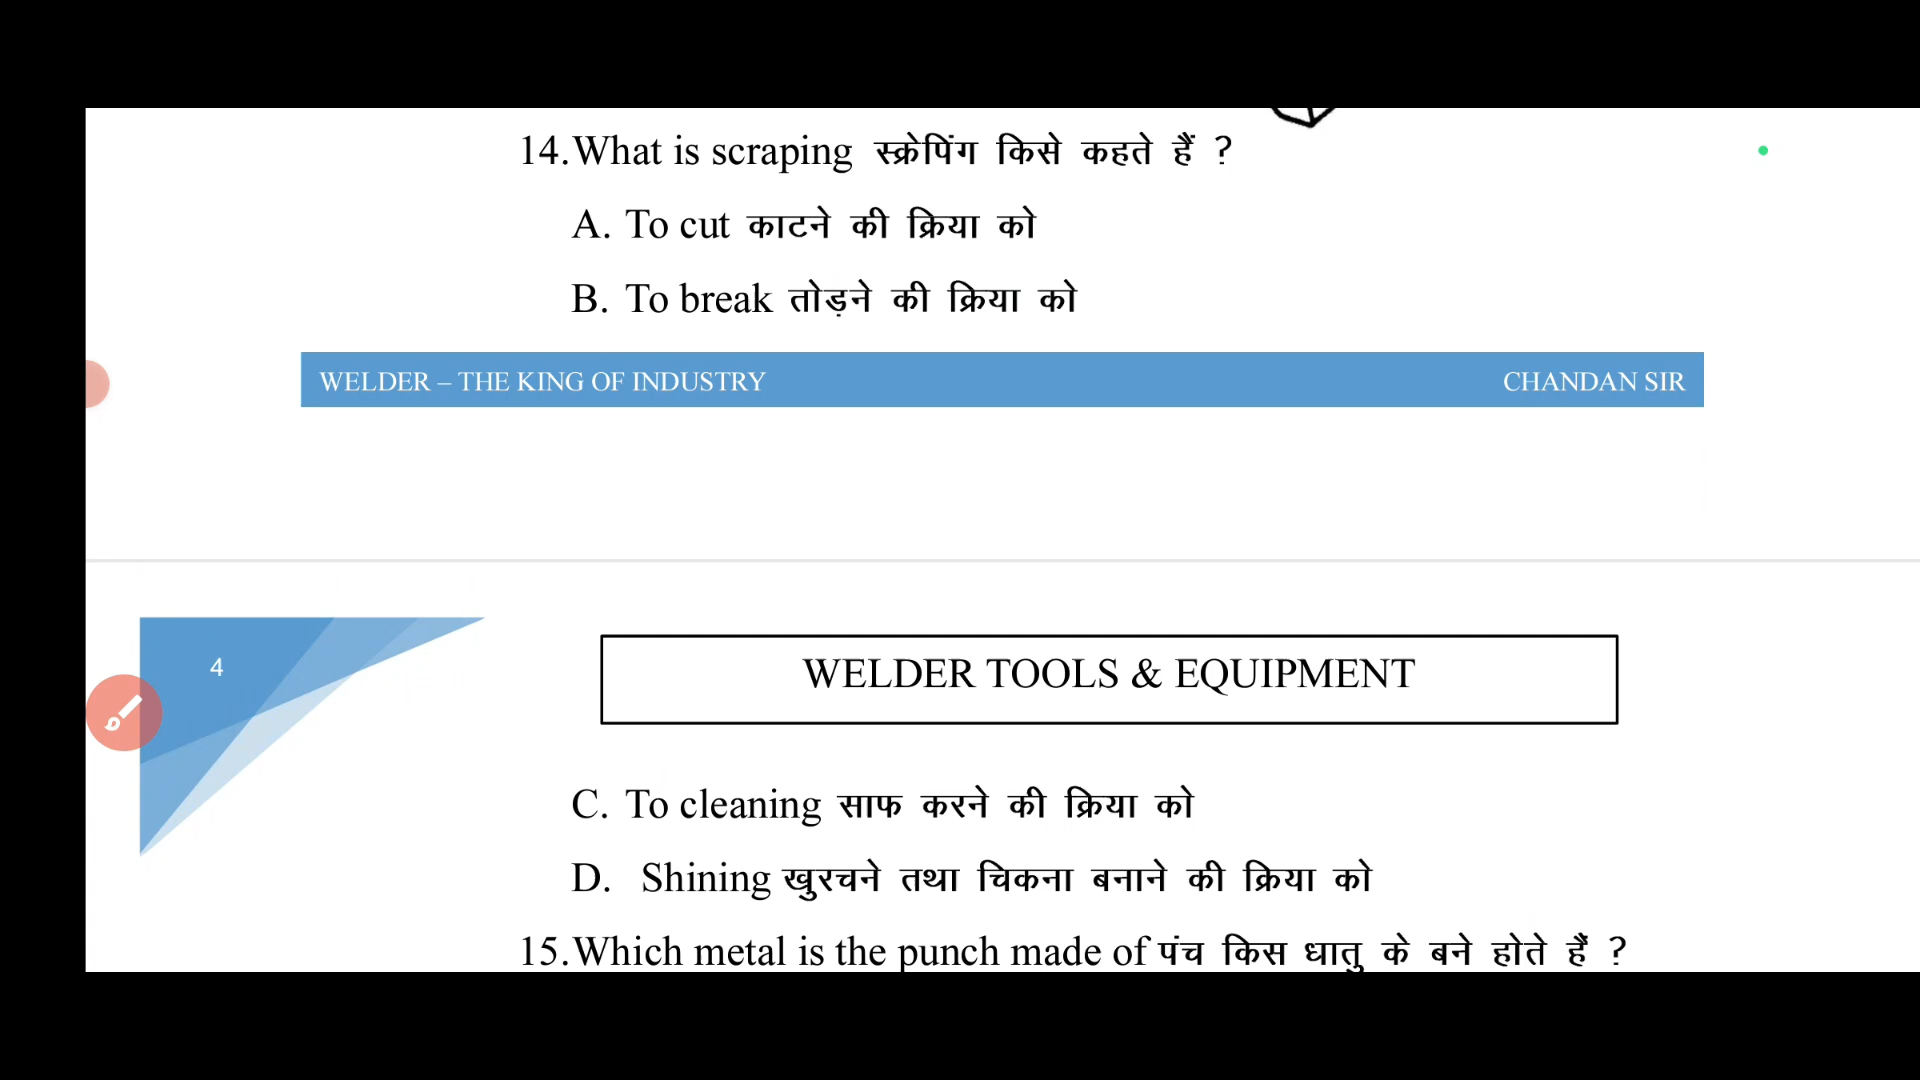 14.What is scraping स्क्रेपिंग किसे कहते हैं ?
A. To cut काटने की क्रिया को
B. To break तोड़ने की क्रिया को
WELDER – THE KING OF INDUSTRY CHANDAN SIR
4
WELDER TOOLS & EQUIPMENT
C. To cleaning साफ करने की क्रिया को
D. Shining खुरचने तथा चिकना बनाने की क्रिया को
15.Which metal is the punch made of पंच किस धातु के बने होते हैं ?